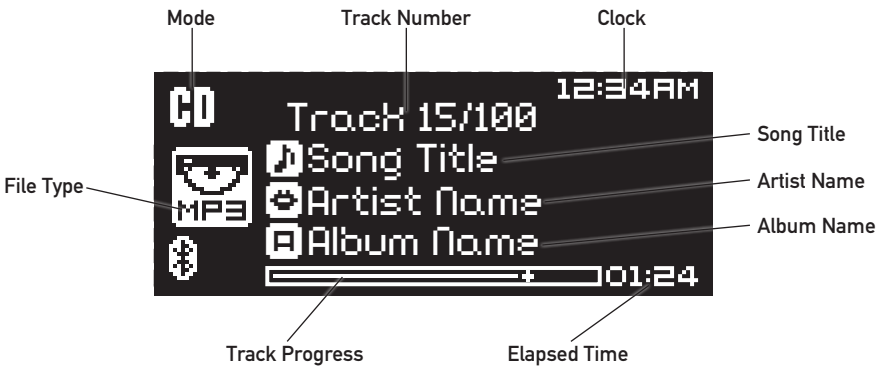 Mode
Track Number
Clock
CD
12:34AM
Track 15/100
Song Title
Song Title
File Type
MP3
Artist Name
Artist Name
A Album Name
Album Name
01:24
Track Progress
Elapsed Time